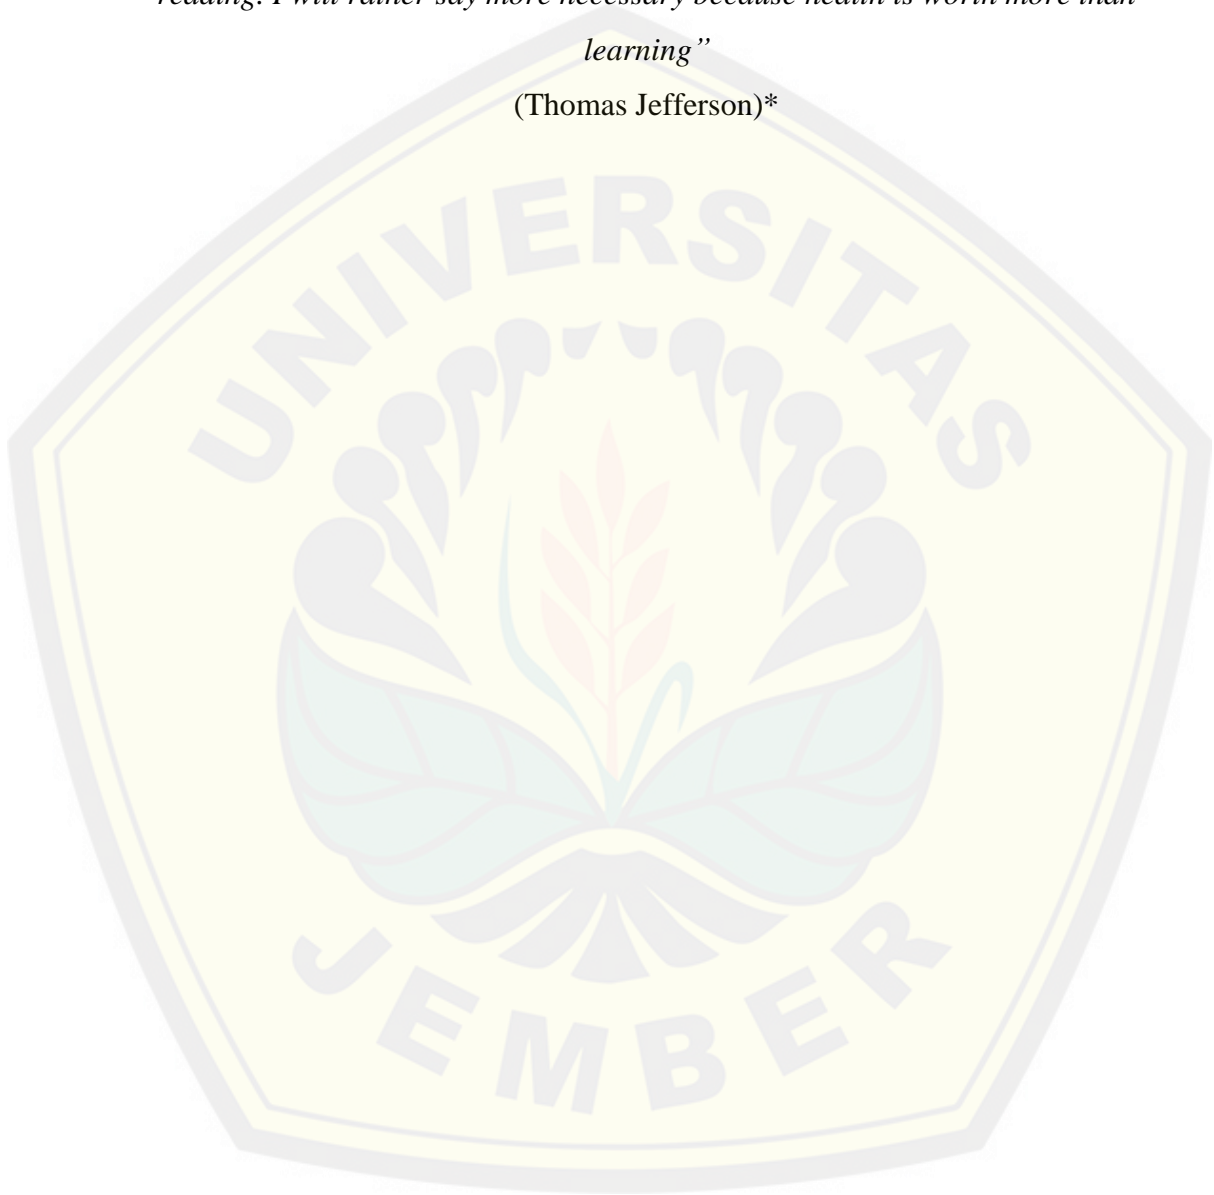 reading. I will rather say more necessary because health is worth more than
learning”
(Thomas Jefferson)*
UNIVERSITAS
JEMBER